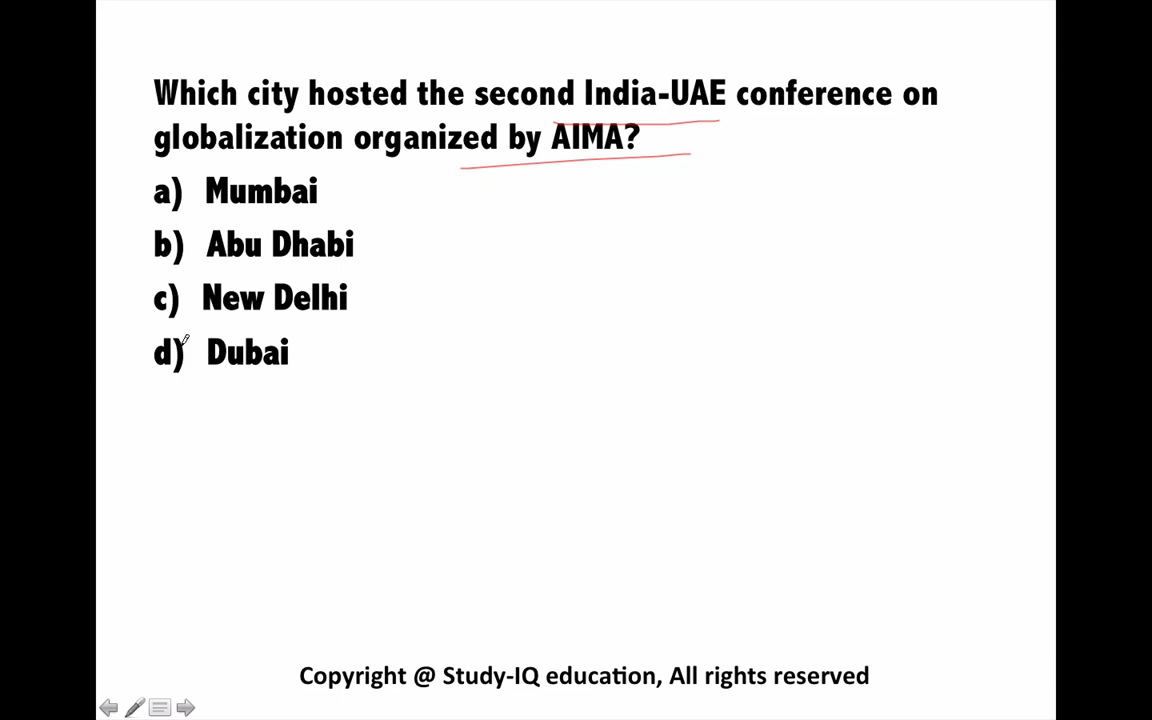 Which city hosted the second India-UAE conference on
globalization organized by AIMA?
a) Mumbai
b) Abu Dhabi
c) New Delhi
d) Dubai
Copyright @ Study-IQ education, All rights reserved